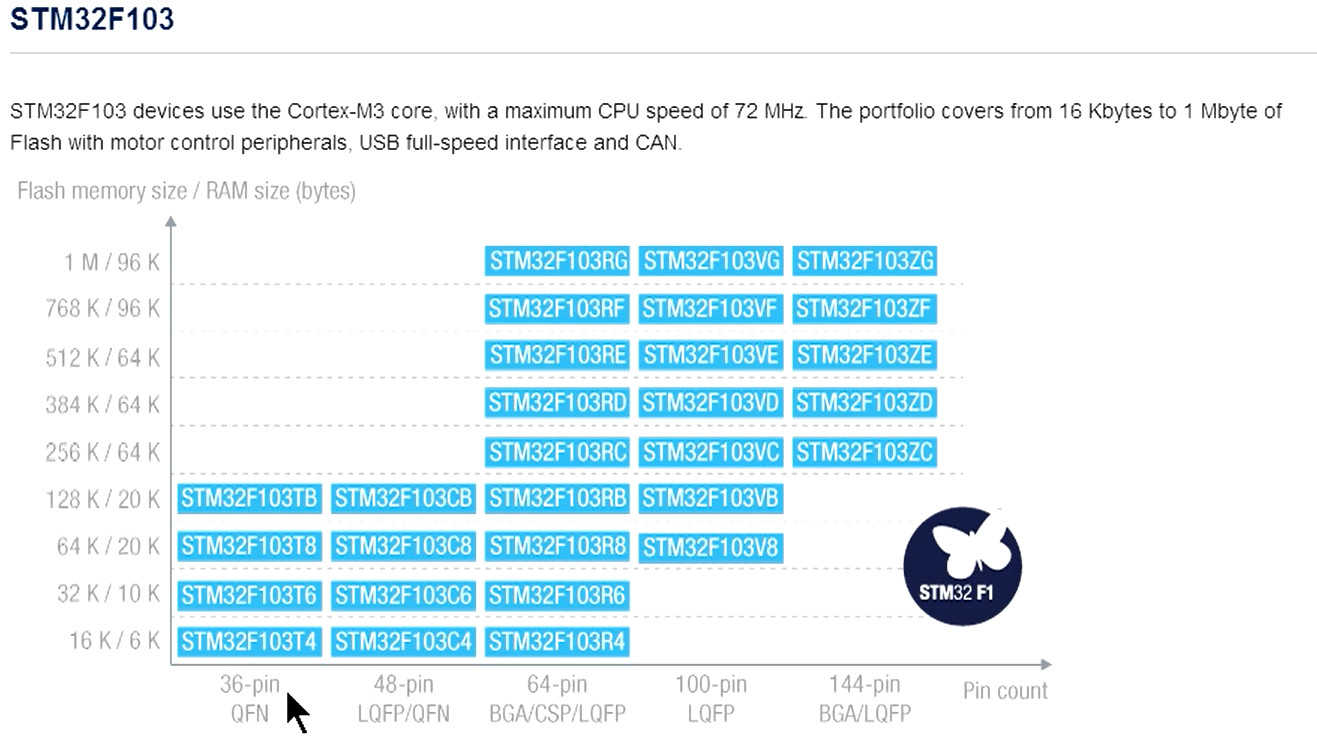 STM32F103
STM32F103 devices use the Cortex-M3 core, with a maximum CPU speed of 72 MHz. The portfolio covers from 16 Kbytes to 1 Mbyte of
Flash with motor control peripherals, USB full-speed interface and CAN.
Flash memory size / RAM size (bytes)
1 M / 96 K STM32F103RG STM32F103VG STM32F103ZG
768 K / 96 K STM32F103RF STM32F103VF STM32F103ZF
512 K / 64 K STM32F103RE STM32F103VE STM32F103ZE
384 K / 64 K STM32F103RD STM32F103VD STM32F103ZD
256 K / 64 K STM32F103RC STM32F103VC STM32F103ZC
128 K / 20 K STM32F103TB STM32F103CB STM32F103RB STM32F103VB
64 K / 20 K STM32F103T8 STM32F103C8 STM32F103R8 STM32F103V8
32 K / 10 K STM32F103T6 STM32F103C6 STM32F103R6
STM32 F1
16 K / 6 K STM32F103T4 STM32F103C4 STM32F103R4
36-pin 48-pin 64-pin 100-pin 144-pin Pin count
QFN LQFP/QFN BGA/CSP/LQFP LQFP BGA/LQFP